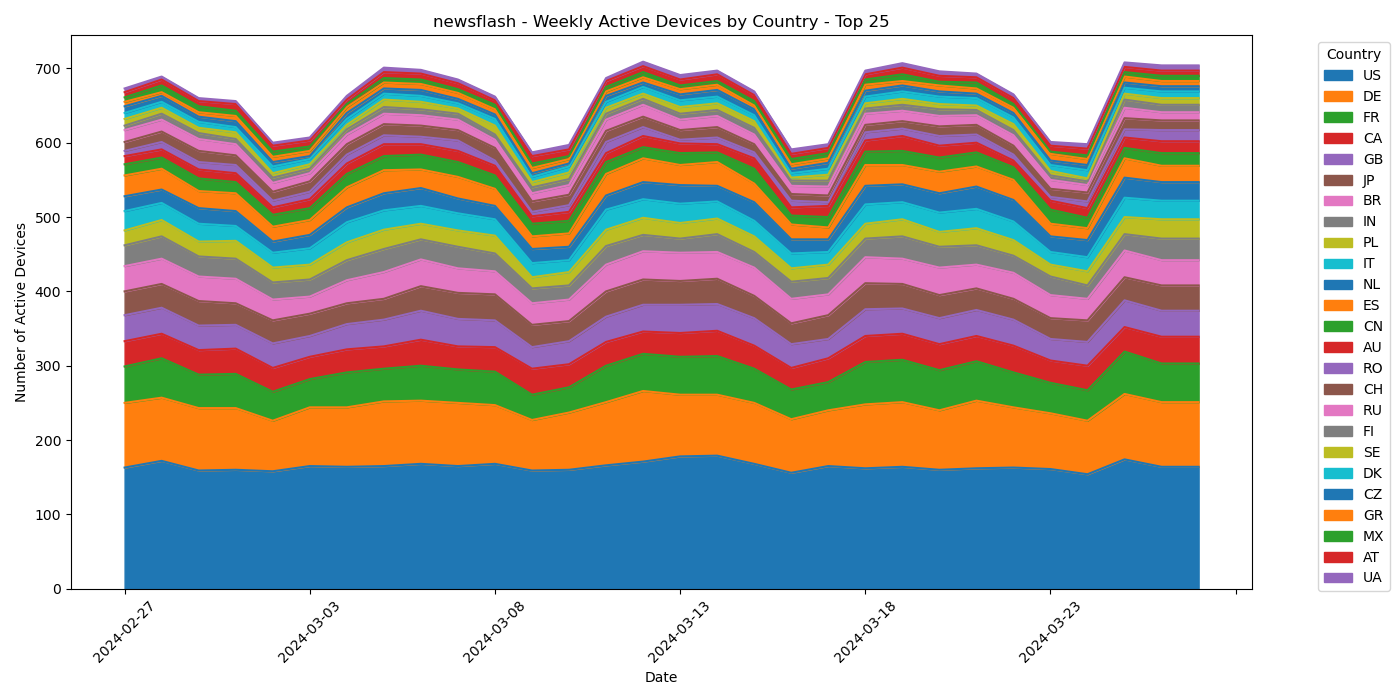 newsflash - Weekly Active Devices by Country - Top 25
Number of Active Devices
700
600
500
400
300
200
100
0
2024-02-27
2024-03-03
2024-03-08
2024-03-13
2024-03-18
2024-03-23
Date
Country
US
DE
FR
CA
GB
JP
BR
IN
PL
IT
NL
ES
CN
AU
RO
CH
RU
FI
SE
DK
CZ
GR
MX
AT
UA